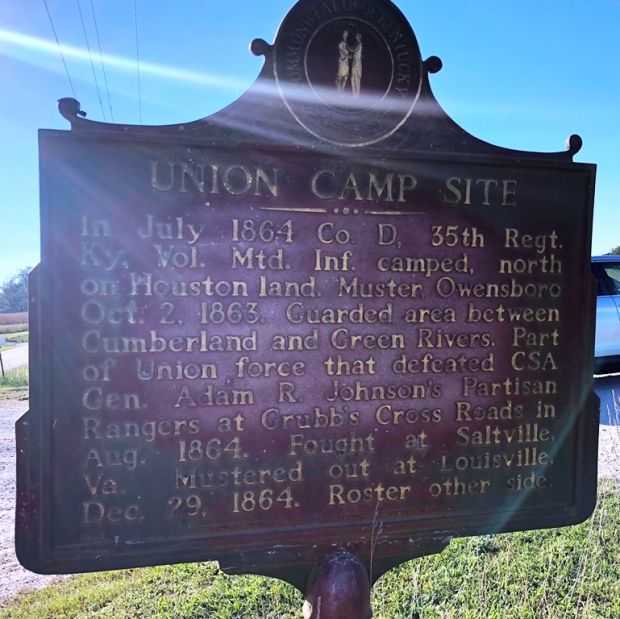 COMMONWEALTH OF KENTUCKY
UNION CAMP SITE
In July 1864 Co. D, 35th Regt.
Ky. Vol. Mtd. Inf. camped, north
on Houston land. Muster Owensboro
Oct. 2, 1863. Guarded area between
Cumberland and Green Rivers. Part
of Union force that defeated CSA
Gen. Adam R. Johnson's Partisan
Rangers at Grubb's Cross Roads in
Aug. 1864. Fought at Saltville,
Va. Mustered out at Louisville,
Dec. 29, 1864. Roster other side.